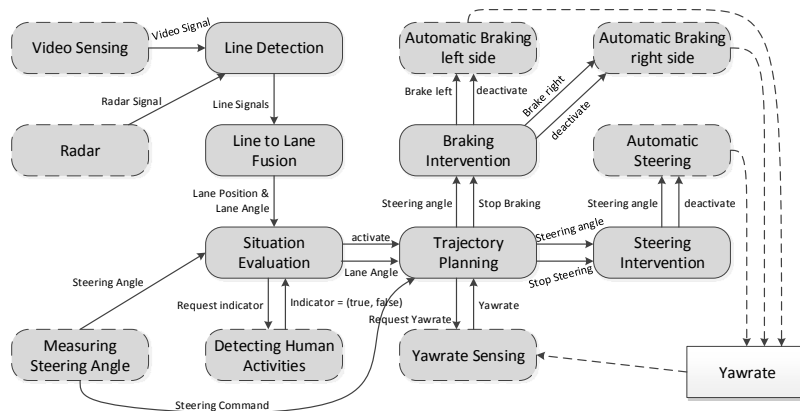 Video Sensing
Video Signal
Line Detection
Automatic Braking
left side
Automatic Braking
right side
Radar Signal
Line Signals
Brake left
deactivate
Brake right
deactivate
Radar
Line to Lane
Fusion
Braking
Intervention
Automatic
Steering
Lane Position &
Lane Angle
Steering angle
Stop Braking
Steering angle
deactivate
Situation
Evaluation
activate
Lane Angle
Trajectory
Planning
Steering angle
Stop Steering
Steering
Intervention
Steering Angle
Request indicator
Indicator = (true, false)
Request Yawrate
Yawrate
Measuring
Steering Angle
Detecting Human
Activities
Yawrate Sensing
Yawrate
Steering Command